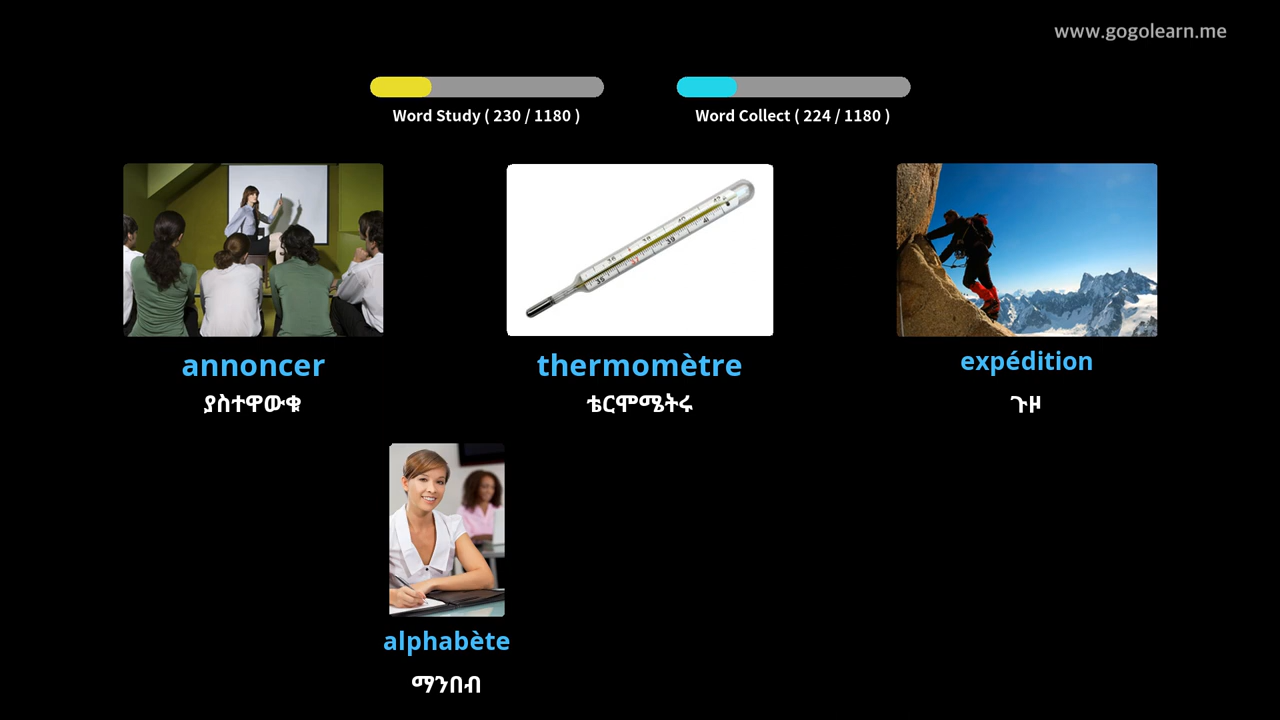 www.gogolearn.me
Word Study ( 230 / 1180 )
Word Collect ( 224 / 1180 )
annoncer
ያስተዋውቁ
thermomètre
ቴርሞሜትሩ
expédition
ጉዞ
alphabète
ማንበብ